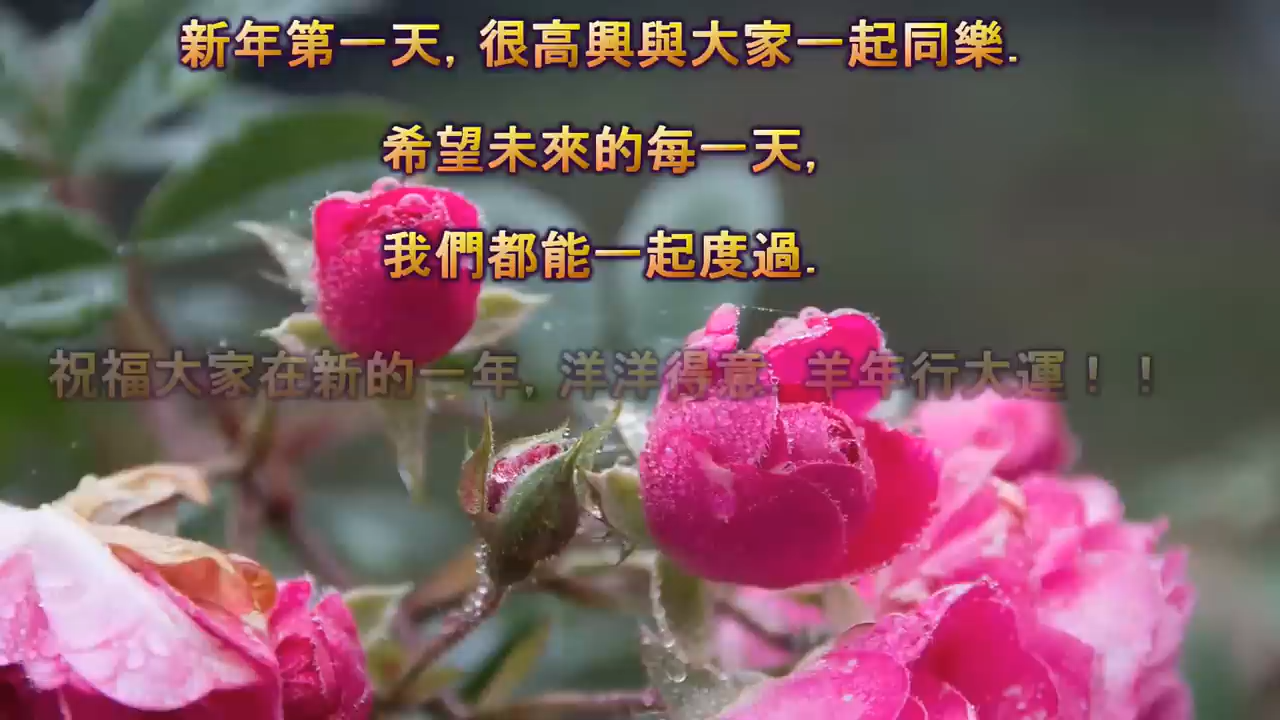 新年第一天, 很高興與大家一起同樂.
希望未來的每一天,
我們都能一起度過.
祝福大家在新的一年, 洋洋得意, 羊年行大運！！